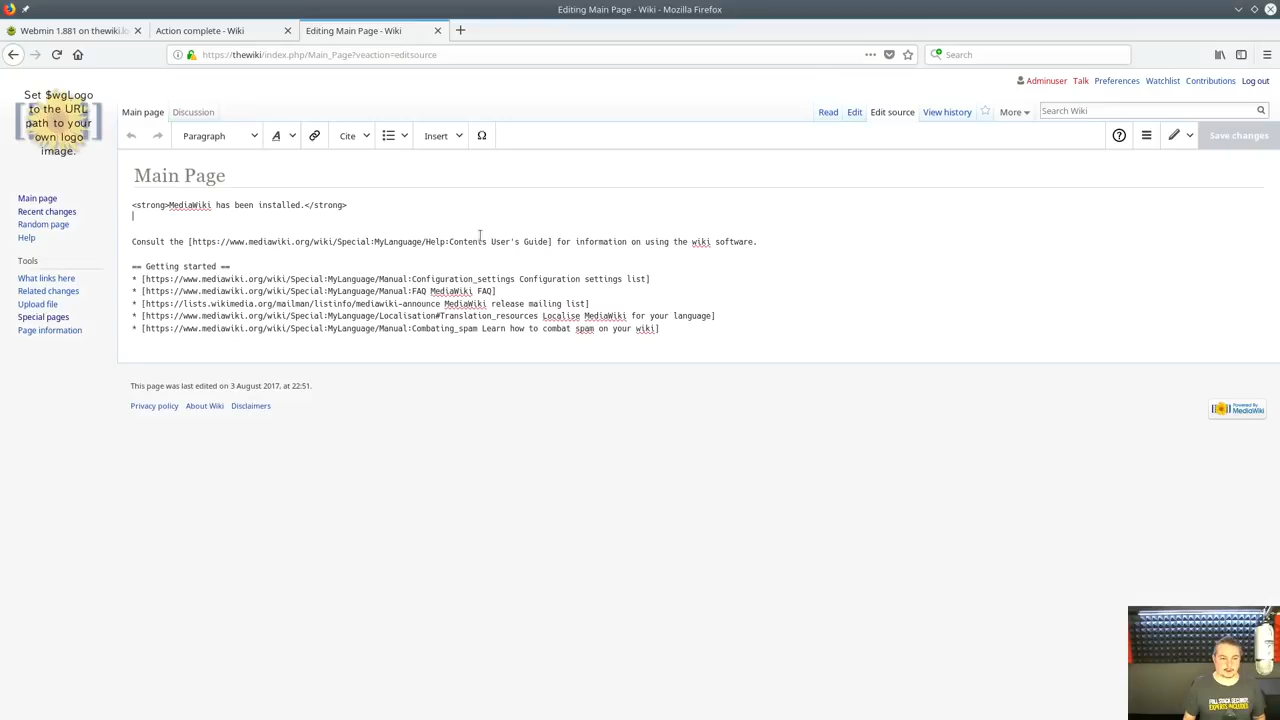 Editing Main Page - Wiki - Mozilla Firefox
Webmin 1.881 on thewiki.lo
Action complete - Wiki
Editing Main Page - Wiki
https://thewiki/index.php/Main_Page?veaction=editsource
Search
Adminuser Talk Preferences Watchlist Contributions Log out
Set $wgLogo
to the URL
path to your
own logo
image.
Main page Discussion
Read Edit Edit source View history More
Search Wiki
Paragraph A Cite Insert Ω
Save changes
Main page
Recent changes
Random page
Help
Tools
What links here
Related changes
Upload file
Special pages
Page information
Main Page
<strong>MediaWiki has been installed.</strong>
Consult the [https://www.mediawiki.org/wiki/Special:MyLanguage/Help:Contents User's Guide] for information on using the wiki software.
== Getting started ==
* [https://www.mediawiki.org/wiki/Special:MyLanguage/Manual:Configuration_settings Configuration settings list]
* [https://www.mediawiki.org/wiki/Special:MyLanguage/Manual:FAQ MediaWiki FAQ]
* [https://lists.wikimedia.org/mailman/listinfo/mediawiki-announce MediaWiki release mailing list]
* [https://www.mediawiki.org/wiki/Special:MyLanguage/Localisation#Translation_resources Localise MediaWiki for your language]
* [https://www.mediawiki.org/wiki/Special:MyLanguage/Manual:Combating_spam Learn how to combat spam on your wiki]
This page was last edited on 3 August 2017, at 22:51.
Privacy policy About Wiki Disclaimers
Powered By
MediaWiki
FULL STACK SECURITY
EXPERTS INCLUDED